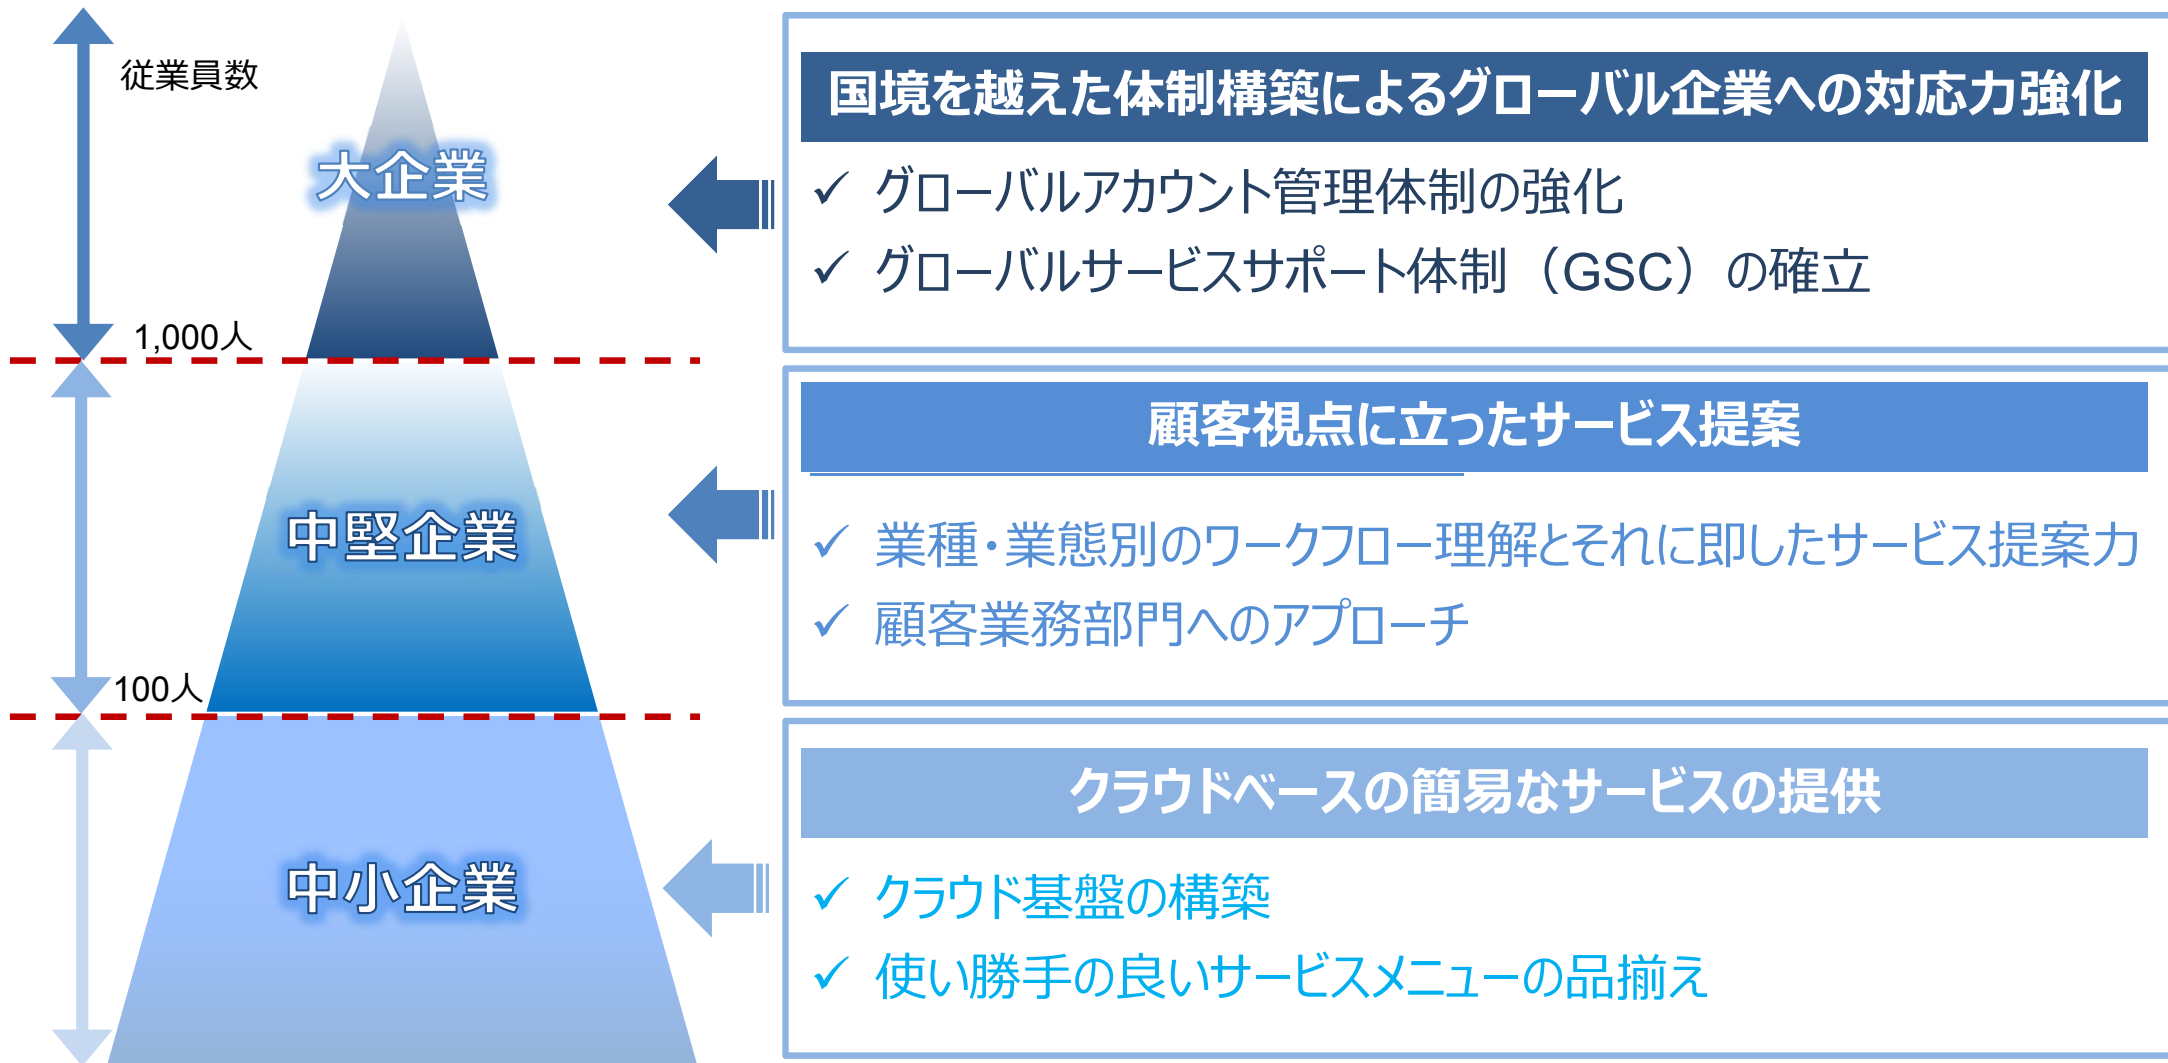 従業員数
大企業
1,000人
国境を越えた体制構築によるグローバル企業への対応力強化
✓ グローバルアカウント管理体制の強化
✓ グローバルサービスサポート体制（GSC）の確立
中堅企業
100人
顧客視点に立ったサービス提案
✓ 業種・業態別のワークフロー理解とそれに即したサービス提案力
✓ 顧客業務部門へのアプローチ
中小企業
クラウドベースの簡易なサービスの提供
✓ クラウド基盤の構築
✓ 使い勝手の良いサービスメニューの品揃え